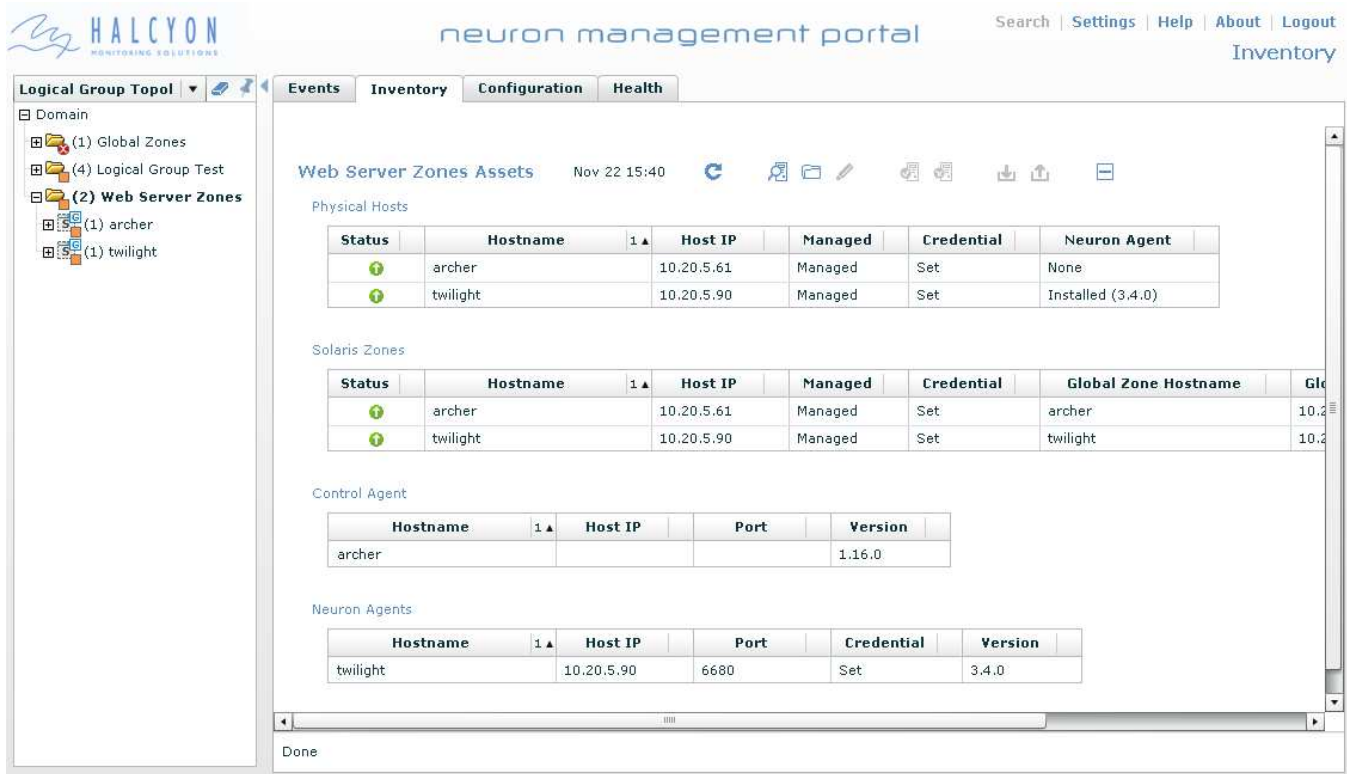 HALCYON
MONITORING SOLUTIONS
neuron management portal
Search | Settings | Help | About | Logout
Inventory
Logical Group Topol
Events Inventory Configuration Health
Domain
(1) Global Zones
(4) Logical Group Test
(2) Web Server Zones
(1) archer
(1) twilight
Web Server Zones Assets Nov 22 15:40
Physical Hosts
Status Hostname 1 Host IP Managed Credential Neuron Agent
archer 10.20.5.61 Managed Set None
twilight 10.20.5.90 Managed Set Installed (3.4.0)
Solaris Zones
Status Hostname 1 Host IP Managed Credential Global Zone Hostname Glo
archer 10.20.5.61 Managed Set archer 10.2
twilight 10.20.5.90 Managed Set twilight 10.2
Control Agent
Hostname 1 Host IP Port Version
archer 1.16.0
Neuron Agents
Hostname 1 Host IP Port Credential Version
twilight 10.20.5.90 6680 Set 3.4.0
Done